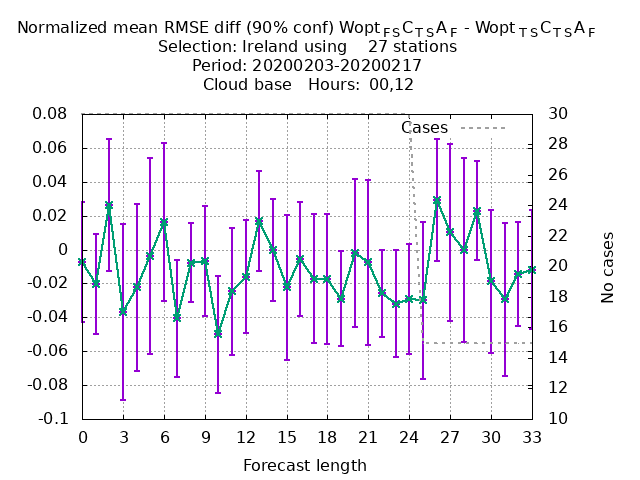 Normalized mean RMSE diff (90% conf) Wopt FS C TS A F - Wopt TS C TS A F
Selection: Ireland using 27 stations
Period: 20200203-20200217
Cloud base Hours: 00,12
0.08 30
Cases
28
0.06
26
0.04
24
0.02
22
0
20
-0.02
18
-0.04
16
-0.06
14
-0.08
12
-0.1 10
No cases
0 3 6 9 12 15 18 21 24 27 30 33
Forecast length